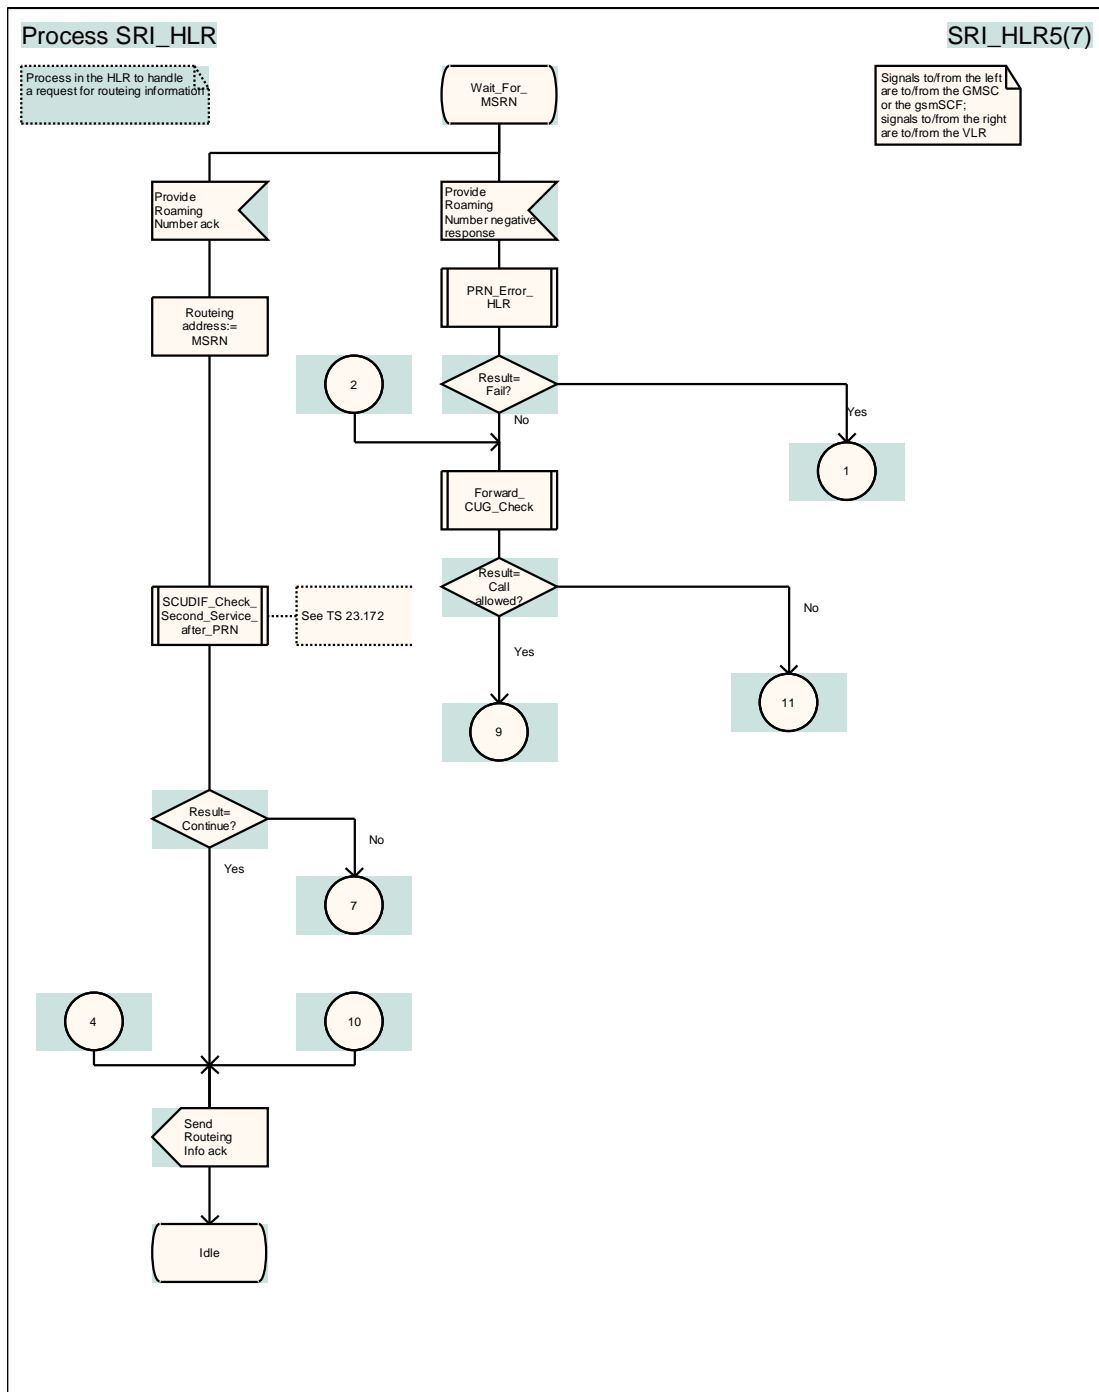 Process SRI_HLR
SRI_HLR5(7)
Process in the HLR to handle
a request for routeing information
Wait_For_
MSRN
Signals to/from the left
are to/from the GMSC
or the gsmSCF;
signals to/from the right
are to/from the VLR
Provide
Roaming
Number ack
Provide
Roaming
Number negative
response
PRN_Error_
HLR
Routeing
address:=
MSRN
2
Result=
Fail?
Yes
No
1
Forward_
CUG_Check
Result=
Call
allowed?
No
SCUDIF_Check_
Second_Service_
after_PRN
See TS 23.172
Yes
11
9
Result=
Continue?
No
Yes
7
4
10
Send
Routeing
Info ack
Idle